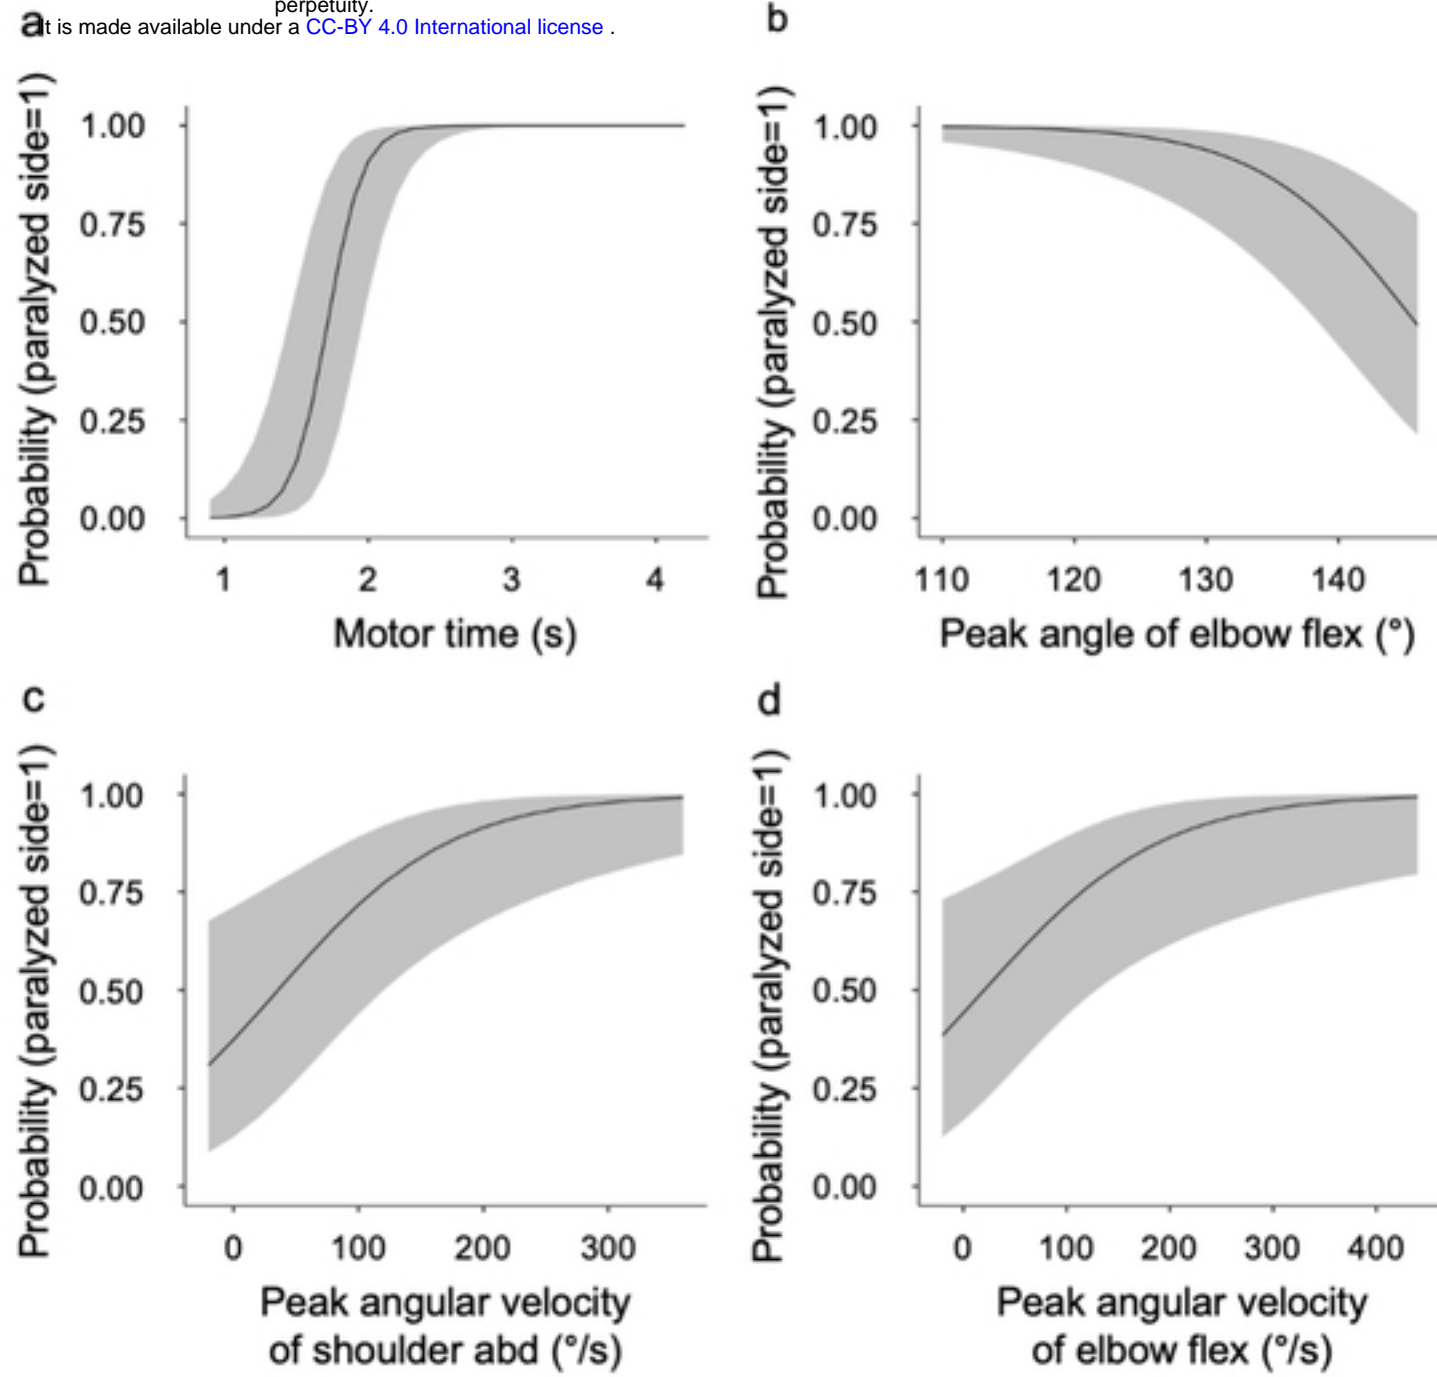 perpetuity.
a
It is made available under a CC-BY 4.0 International license .
b
Probability (paralyzed side=1)
1.00
0.75
0.50
0.25
0.00
1 2 3 4
Motor time (s)
Probability (paralyzed side=1)
1.00
0.75
0.50
0.25
0.00
110 120 130 140
Peak angle of elbow flex (°)
c
Probability (paralyzed side=1)
1.00
0.75
0.50
0.25
0.00
0 100 200 300
Peak angular velocity
of shoulder abd (°/s)
d
Probability (paralyzed side=1)
1.00
0.75
0.50
0.25
0.00
0 100 200 300 400
Peak angular velocity
of elbow flex (°/s)